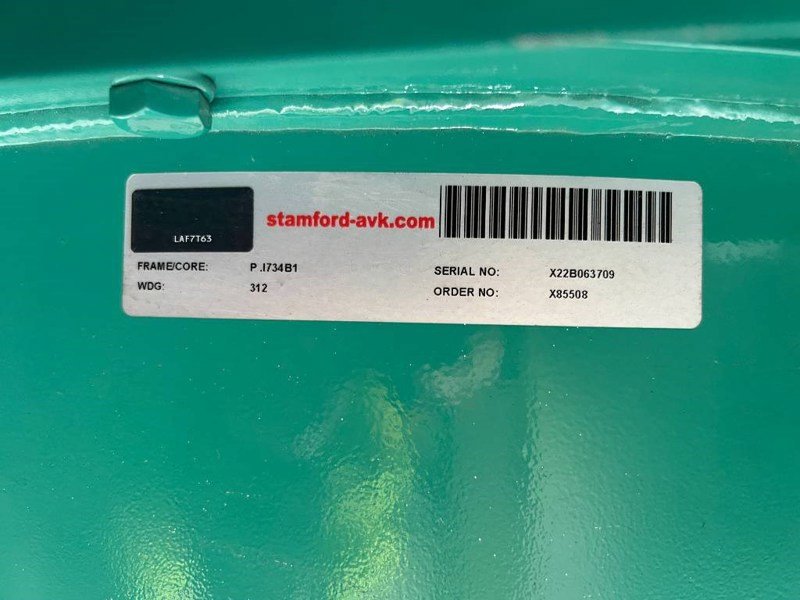 stamford-avk.com
LAF7T63
FRAME/CORE: P .I734B1
WDG: 312
SERIAL NO: X22B063709
ORDER NO: X85508